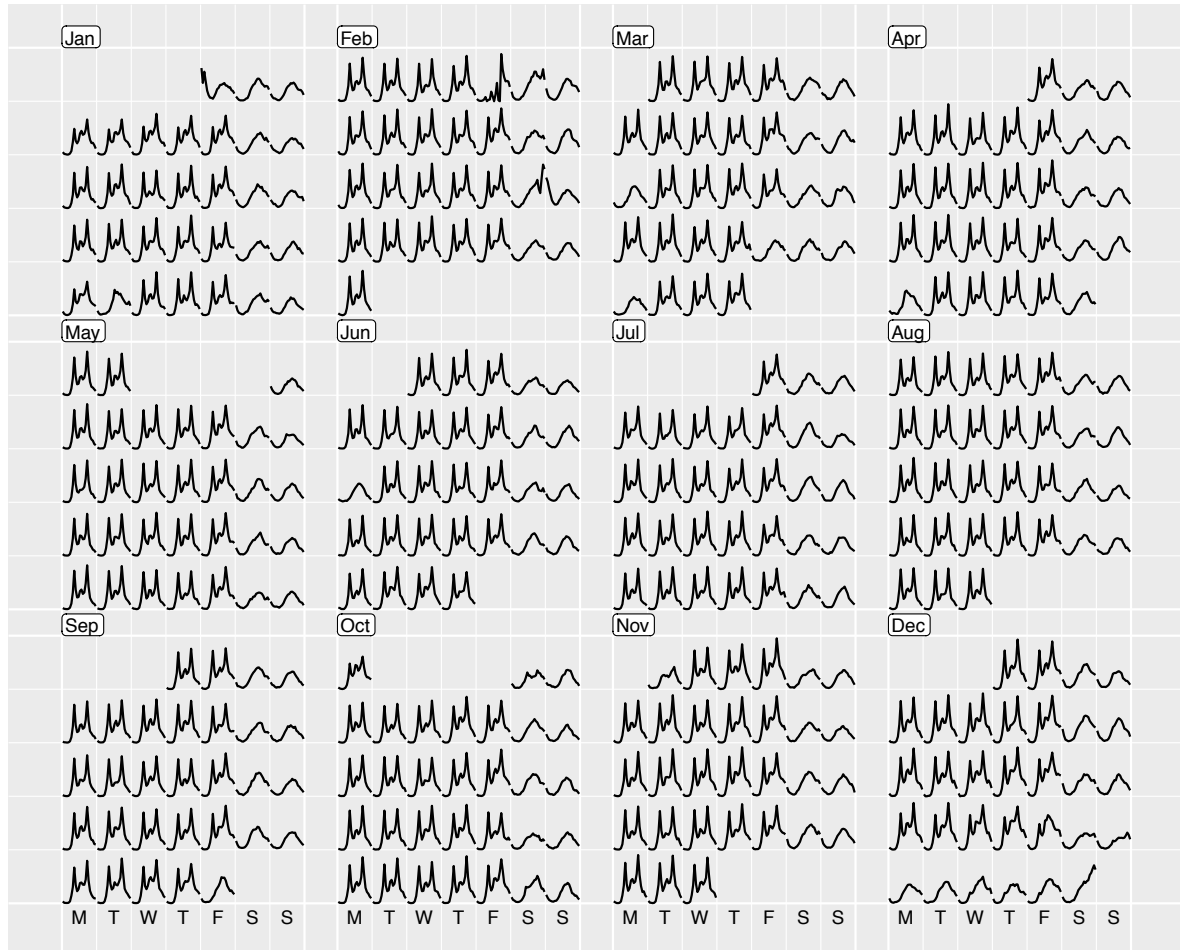 Jan Feb Mar Apr
May Jun Jul Aug
Sep Oct Nov Dec
M T W T F S S M T W T F S S M T W T F S S M T W T F S S